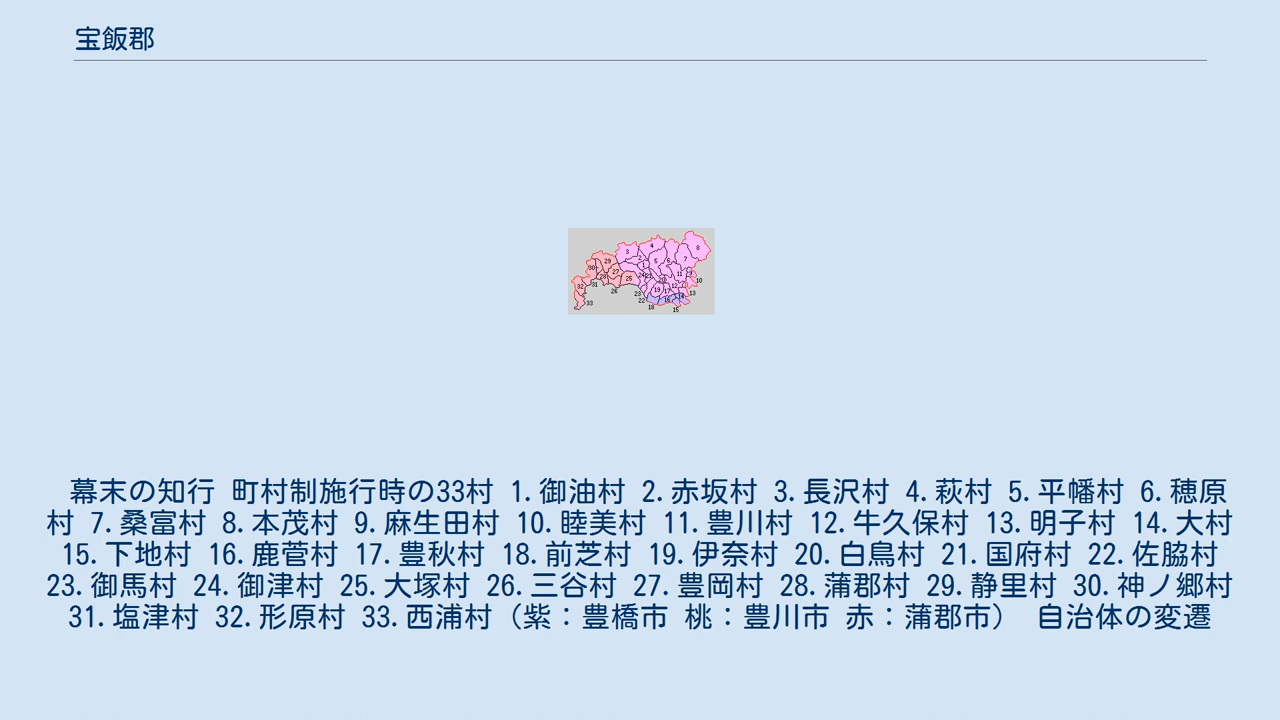 宝飯郡
幕末の知行 町村制施行時の33村 1.御油村 2.赤坂村 3.長沢村 4.萩村 5.平幡村 6.穂原
村 7.桑富村 8.本茂村 9.麻生田村 10.睦美村 11.豊川村 12.牛久保村 13.明子村 14.大村
15.下地村 16.鹿菅村 17.豊秋村 18.前芝村 19.伊奈村 20.白鳥村 21.国府村 22.佐脇村
23.御馬村 24.御津村 25.大塚村 26.三谷村 27.豊岡村 28.蒲郡村 29.静里村 30.神ノ郷村
31.塩津村 32.形原村 33.西浦村（紫：豊橋市 桃：豊川市 赤：蒲郡市） 自治体の変遷